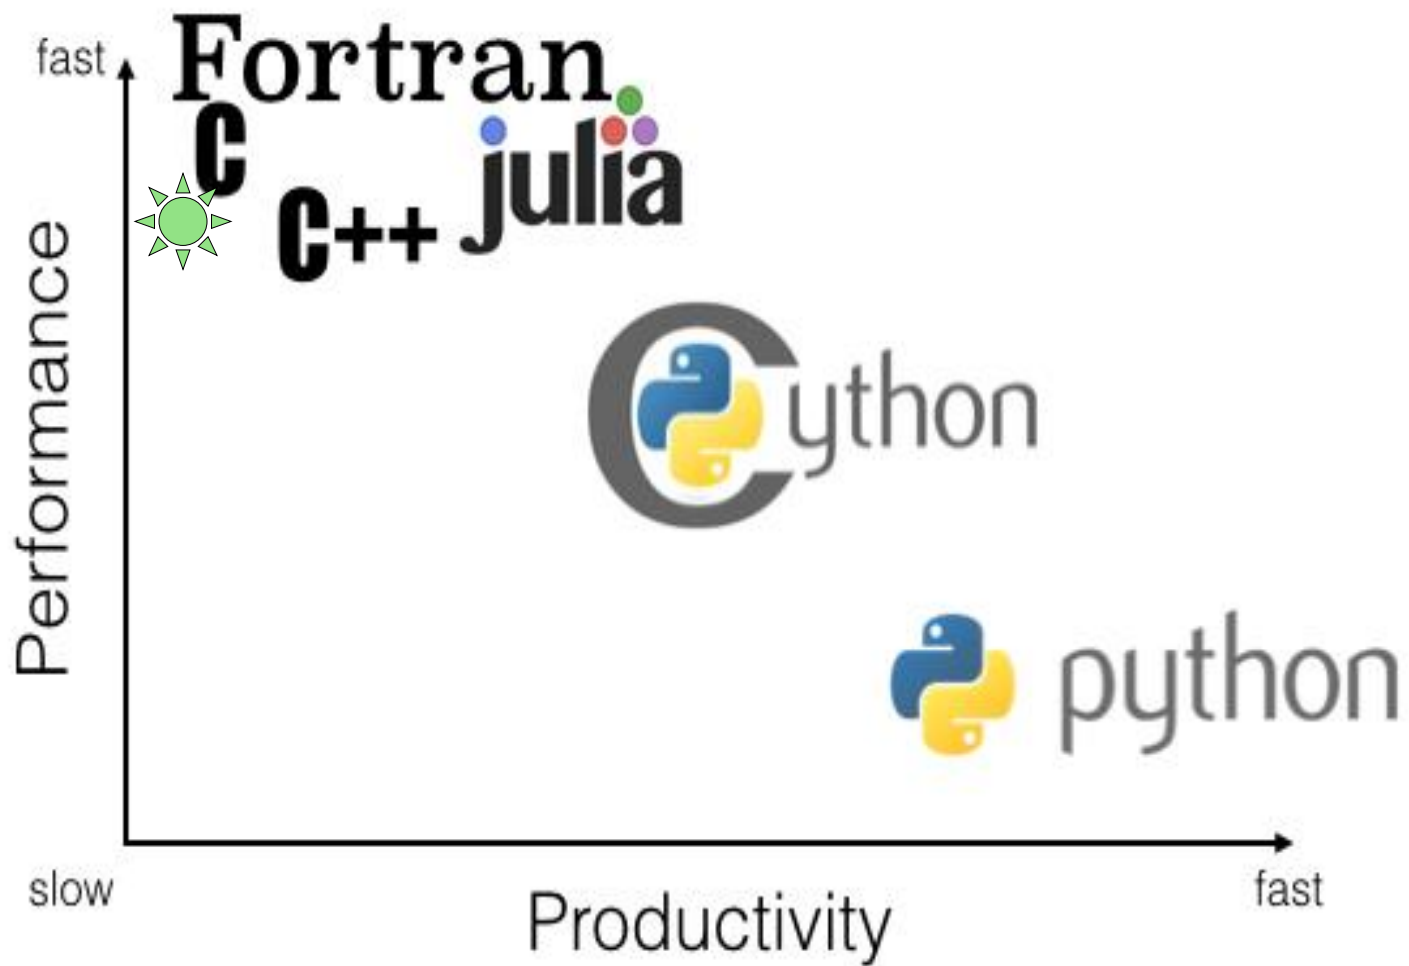 fast
Fortran
C
C++
julia
Cython
python
Performance
slow
Productivity
fast